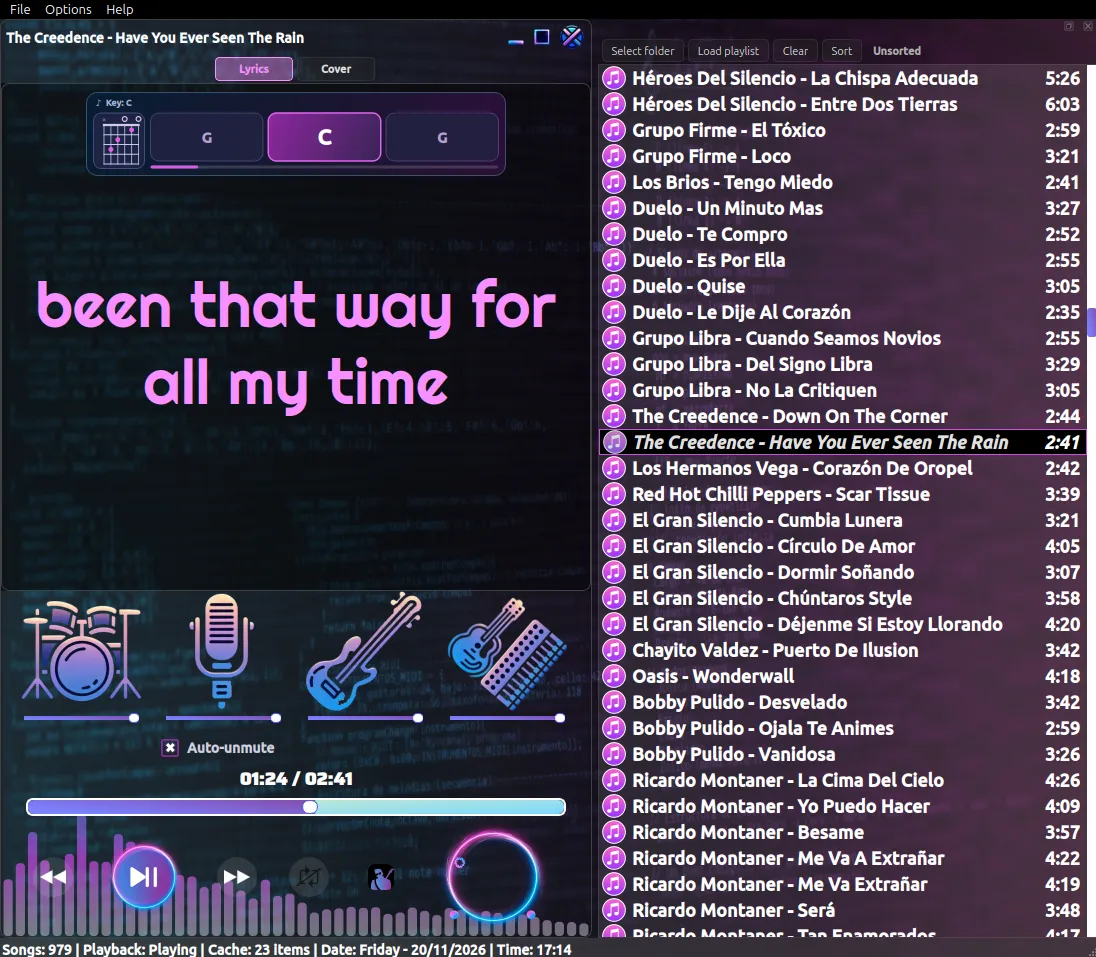 File Options Help
The Creedence - Have You Ever Seen The Rain
Lyrics Cover
♪ Key: C
G C G
been that way for
all my time
Auto-unmute
01:24 / 02:41
Songs: 979 | Playback: Playing | Cache: 23 items | Date: Friday - 20/11/2026 | Time: 17:14
Select folder Load playlist Clear Sort Unsorted
Héroes Del Silencio - La Chispa Adecuada 5:26
Héroes Del Silencio - Entre Dos Tierras 6:03
Grupo Firme - El Tóxico 2:59
Grupo Firme - Loco 3:21
Los Brios - Tengo Miedo 2:41
Duelo - Un Minuto Mas 3:27
Duelo - Te Compro 2:52
Duelo - Es Por Ella 2:55
Duelo - Quise 3:05
Duelo - Le Dije Al Corazón 2:35
Grupo Libra - Cuando Seamos Novios 2:55
Grupo Libra - Del Signo Libra 3:29
Grupo Libra - No La Critiquen 3:05
The Creedence - Down On The Corner 2:44
The Creedence - Have You Ever Seen The Rain 2:41
Los Hermanos Vega - Corazón De Oropel 2:42
Red Hot Chilli Peppers - Scar Tissue 3:39
El Gran Silencio - Cumbia Lunera 3:21
El Gran Silencio - Círculo De Amor 4:05
El Gran Silencio - Dormir Soñando 3:07
El Gran Silencio - Chúntaros Style 3:58
El Gran Silencio - Déjenme Si Estoy Llorando 4:20
Chayito Valdez - Puerto De Ilusion 3:42
Oasis - Wonderwall 4:18
Bobby Pulido - Desvelado 3:42
Bobby Pulido - Ojala Te Animes 2:59
Bobby Pulido - Vanidosa 3:26
Ricardo Montaner - La Cima Del Cielo 4:26
Ricardo Montaner - Yo Puedo Hacer 4:09
Ricardo Montaner - Besame 3:57
Ricardo Montaner - Me Va A Extrañar 4:22
Ricardo Montaner - Me Va Extrañar 4:19
Ricardo Montaner - Será 3:48
Ricardo Montaner - Tan Enamorados 4:17